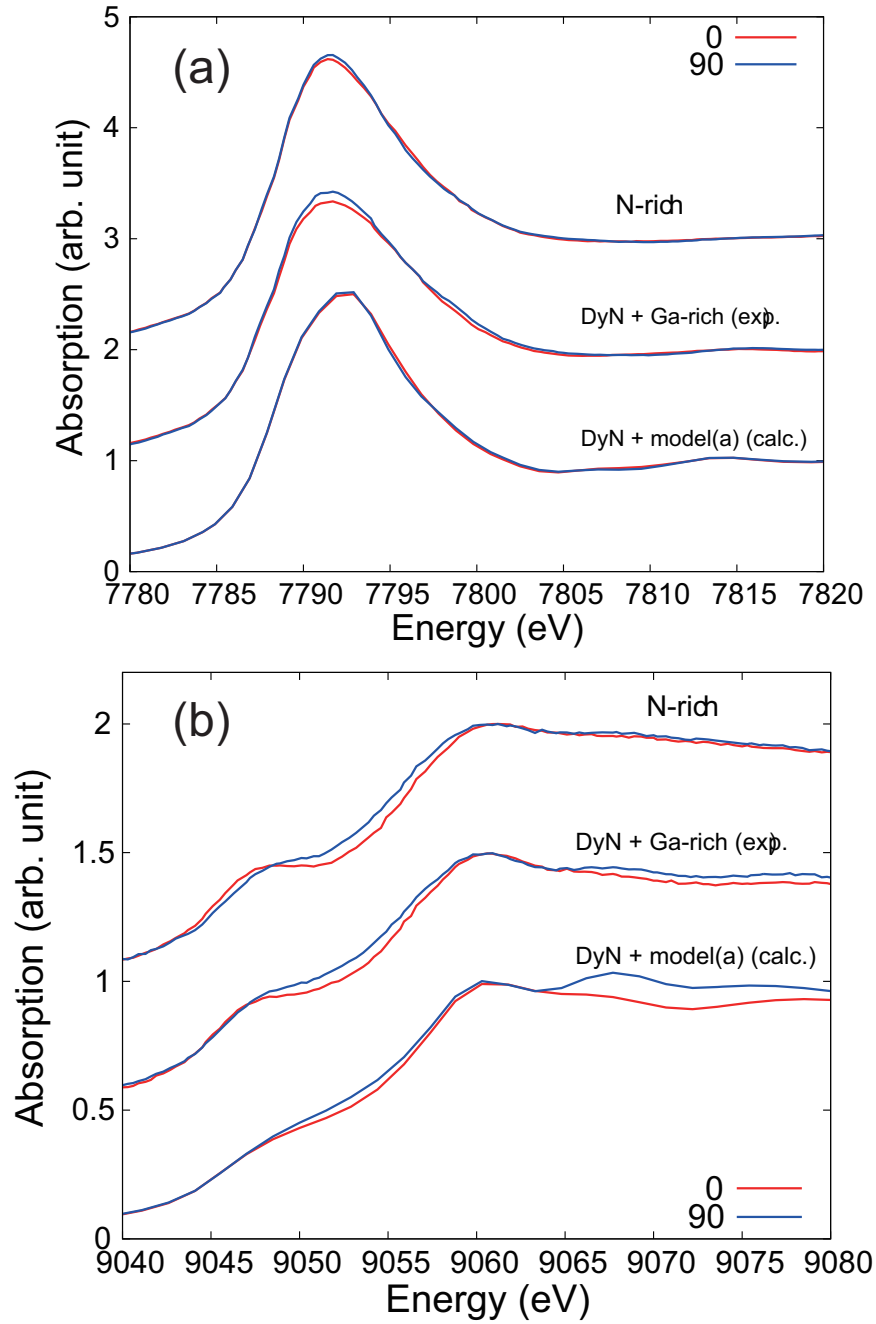 5
(a)
0
90
4
N-rich
3
DyN + Ga-rich (exp).
2
DyN + model(a) (calc.)
1
0
Absorption (arb. unit)
7780 7785 7790 7795 7800 7805 7810 7815 7820
Energy (eV)
(b)
N-rich
2
DyN + Ga-rich (exp).
1.5
DyN + model(a) (calc.)
1
0.5
0
90
0
Absorption (arb. unit)
9040 9045 9050 9055 9060 9065 9070 9075 9080
Energy (eV)